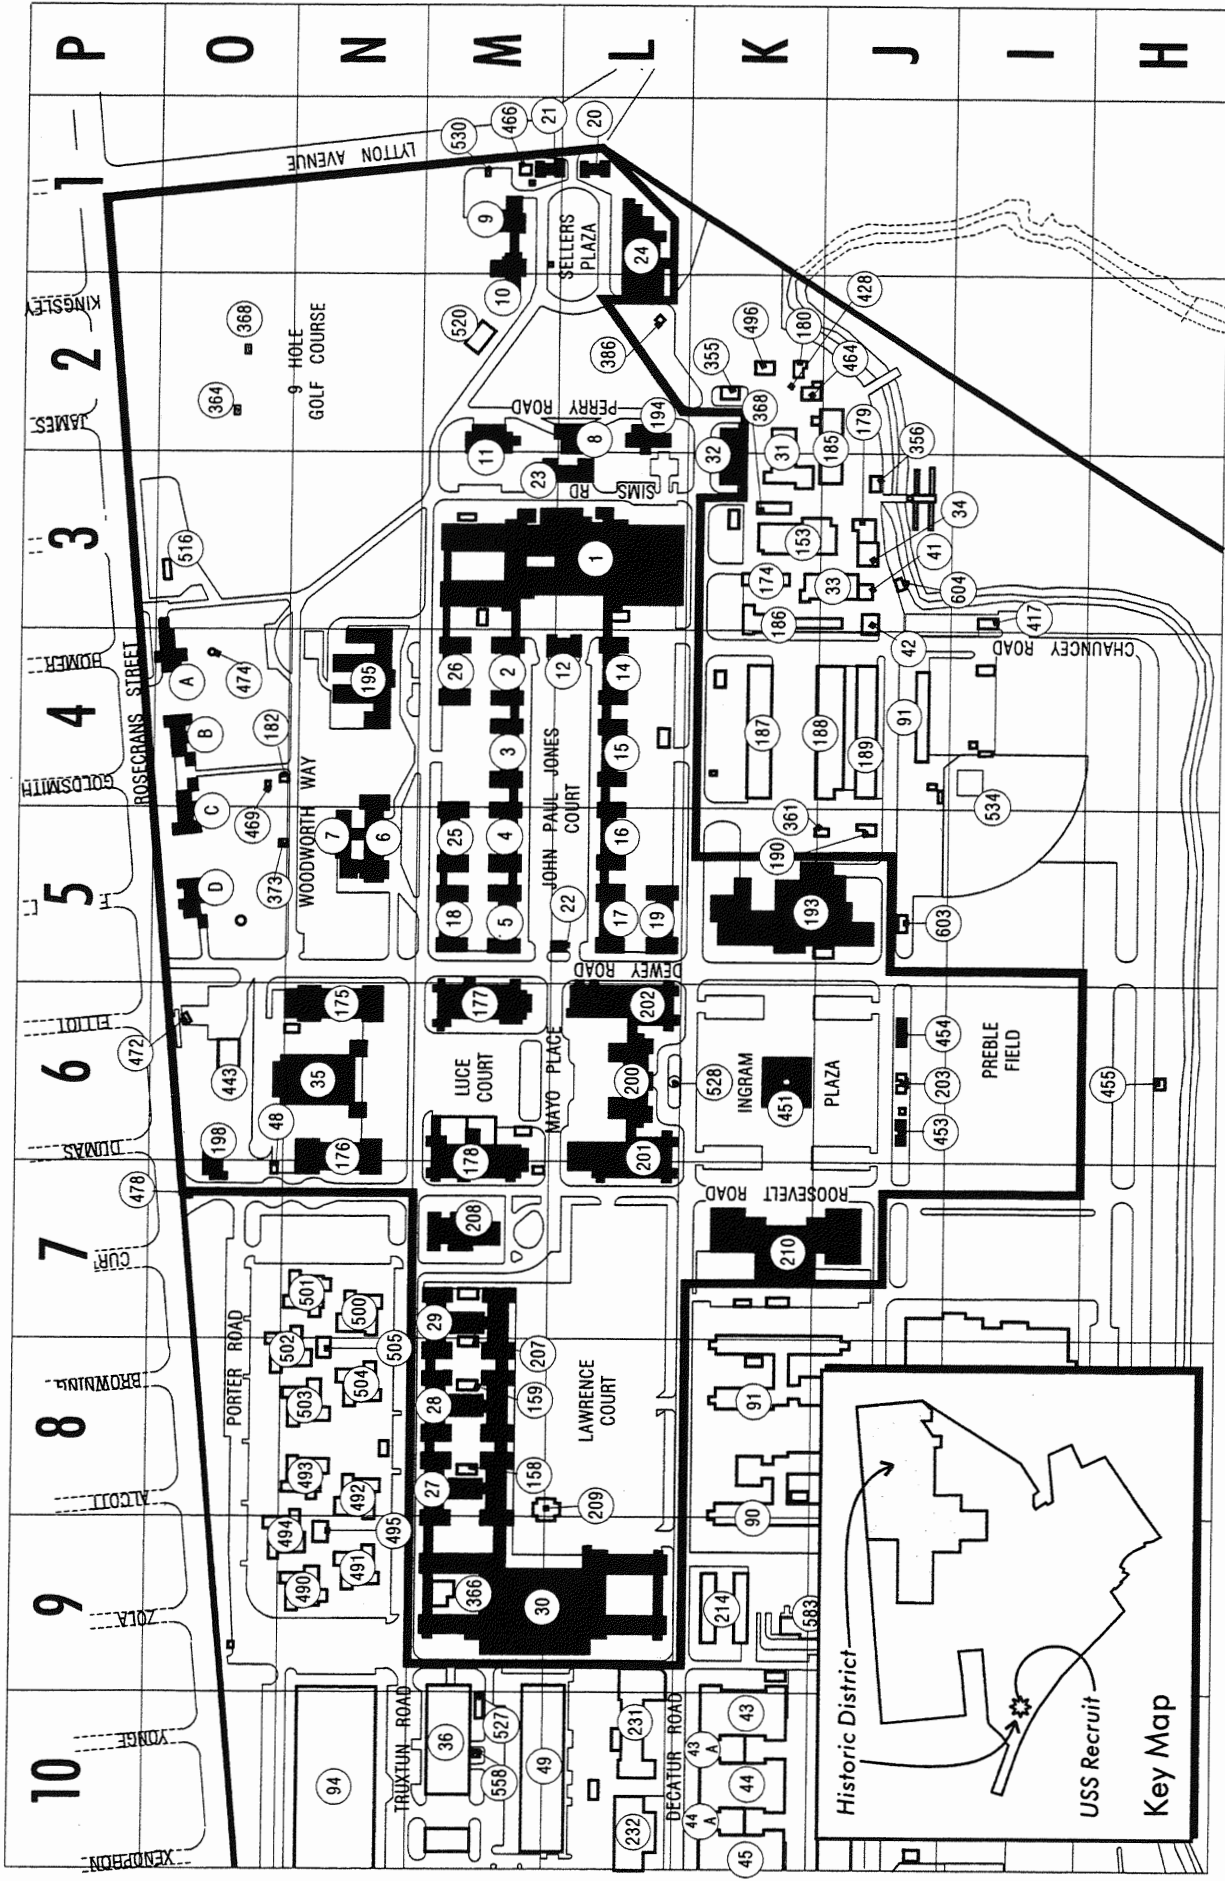 P
O
N
M
L
K
J
I
H
1
2
3
4
5
6
7
8
9
10
LYTTON AVENUE
530
466
21
20
9
10
SELLERS
PLAZA
24
KINGSLEY
520
368
364
9 HOLE
GOLF COURSE
386
496
428
180
464
355
368
PERRY ROAD
JAMES
11
8
194
23
32
31
185
179
356
SIMS RD
516
1
153
34
41
174
33
604
186
42
417
CHAUNCEY ROAD
HOMER
ROSECRANS STREET
A
474
195
26
2
12
14
B
182
3
15
187
188
189
91
GOLDSMITH
C
469
WOODWORTH WAY
7
6
25
4
JOHN PAUL JONES
COURT
16
361
190
534
373
D
18
5
22
17
19
193
603
DEWEY ROAD
ELLIOT
472
175
177
202
443
35
LUCE
COURT
MAYO PLACE
200
528
INGRAM
PLAZA
451
454
203
453
PREBLE
FIELD
455
DUMAS
198
48
176
178
201
478
208
ROOSEVELT ROAD
210
PORTER ROAD
501
500
502
505
503
504
29
207
28
159
LAWRENCE
COURT
BROWNING
493
492
27
158
209
91
90
ALCOTT
494
495
491
490
366
30
214
583
ZOLA
YONGE
94
TRUXTUN ROAD
36
527
558
49
231
232
DECATUR ROAD
43
43
A
44
44
A
45
XENOPHON
Historic District
USS Recruit
Key Map